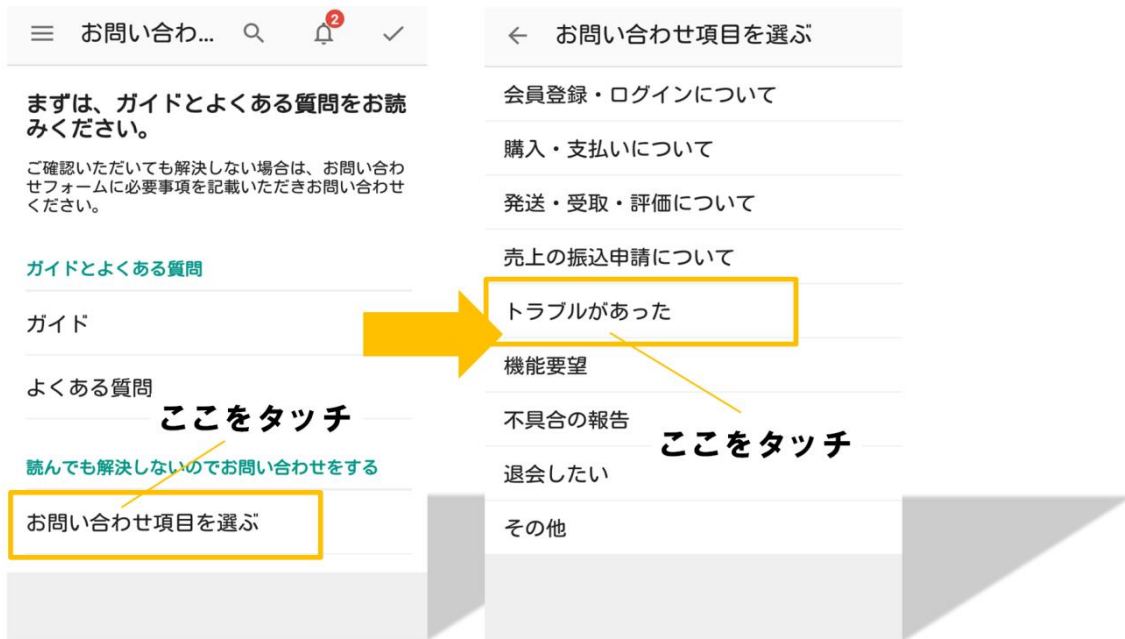 お問い合わ...
2
まずは、ガイドとよくある質問をお読
みください。
ご確認いただいても解決しない場合は、お問い合わ
せフォームに必要事項を記載いただきお問い合わせ
ください。
ガイドとよくある質問
ガイド
よくある質問
ここをタッチ
読んでも解決しないのでお問い合わせをする
お問い合わせ項目を選ぶ
お問い合わせ項目を選ぶ
会員登録・ログインについて
購入・支払いについて
発送・受取・評価について
売上の振込申請について
トラブルがあった
機能要望
不具合の報告
ここをタッチ
退会したい
その他